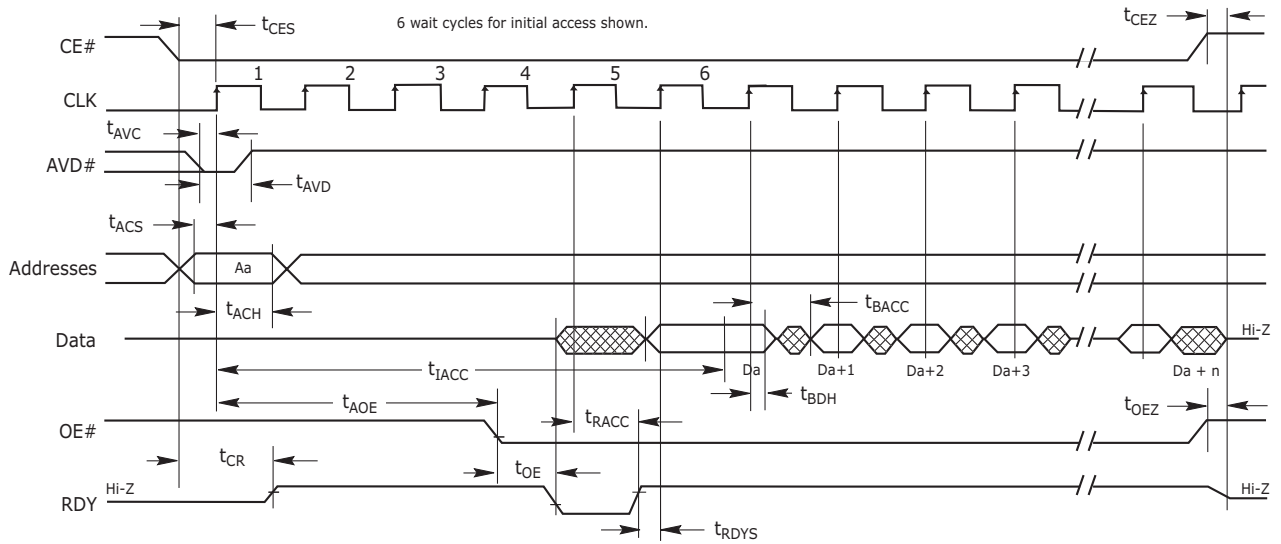 6 wait cycles for initial access shown.
tCES
tCEZ
CE#
1 2 3 4 5 6
CLK
tAVC
AVD#
tAVD
tACS
Addresses
Aa
tACH
tBACC
Data
Hi-Z
tIACC
Da Da+1 Da+2 Da+3 Da + n
tBDH
tAOE
tRACC
tOEZ
OE#
tCR
tOE
Hi-Z
RDY
Hi-Z
tRDYS